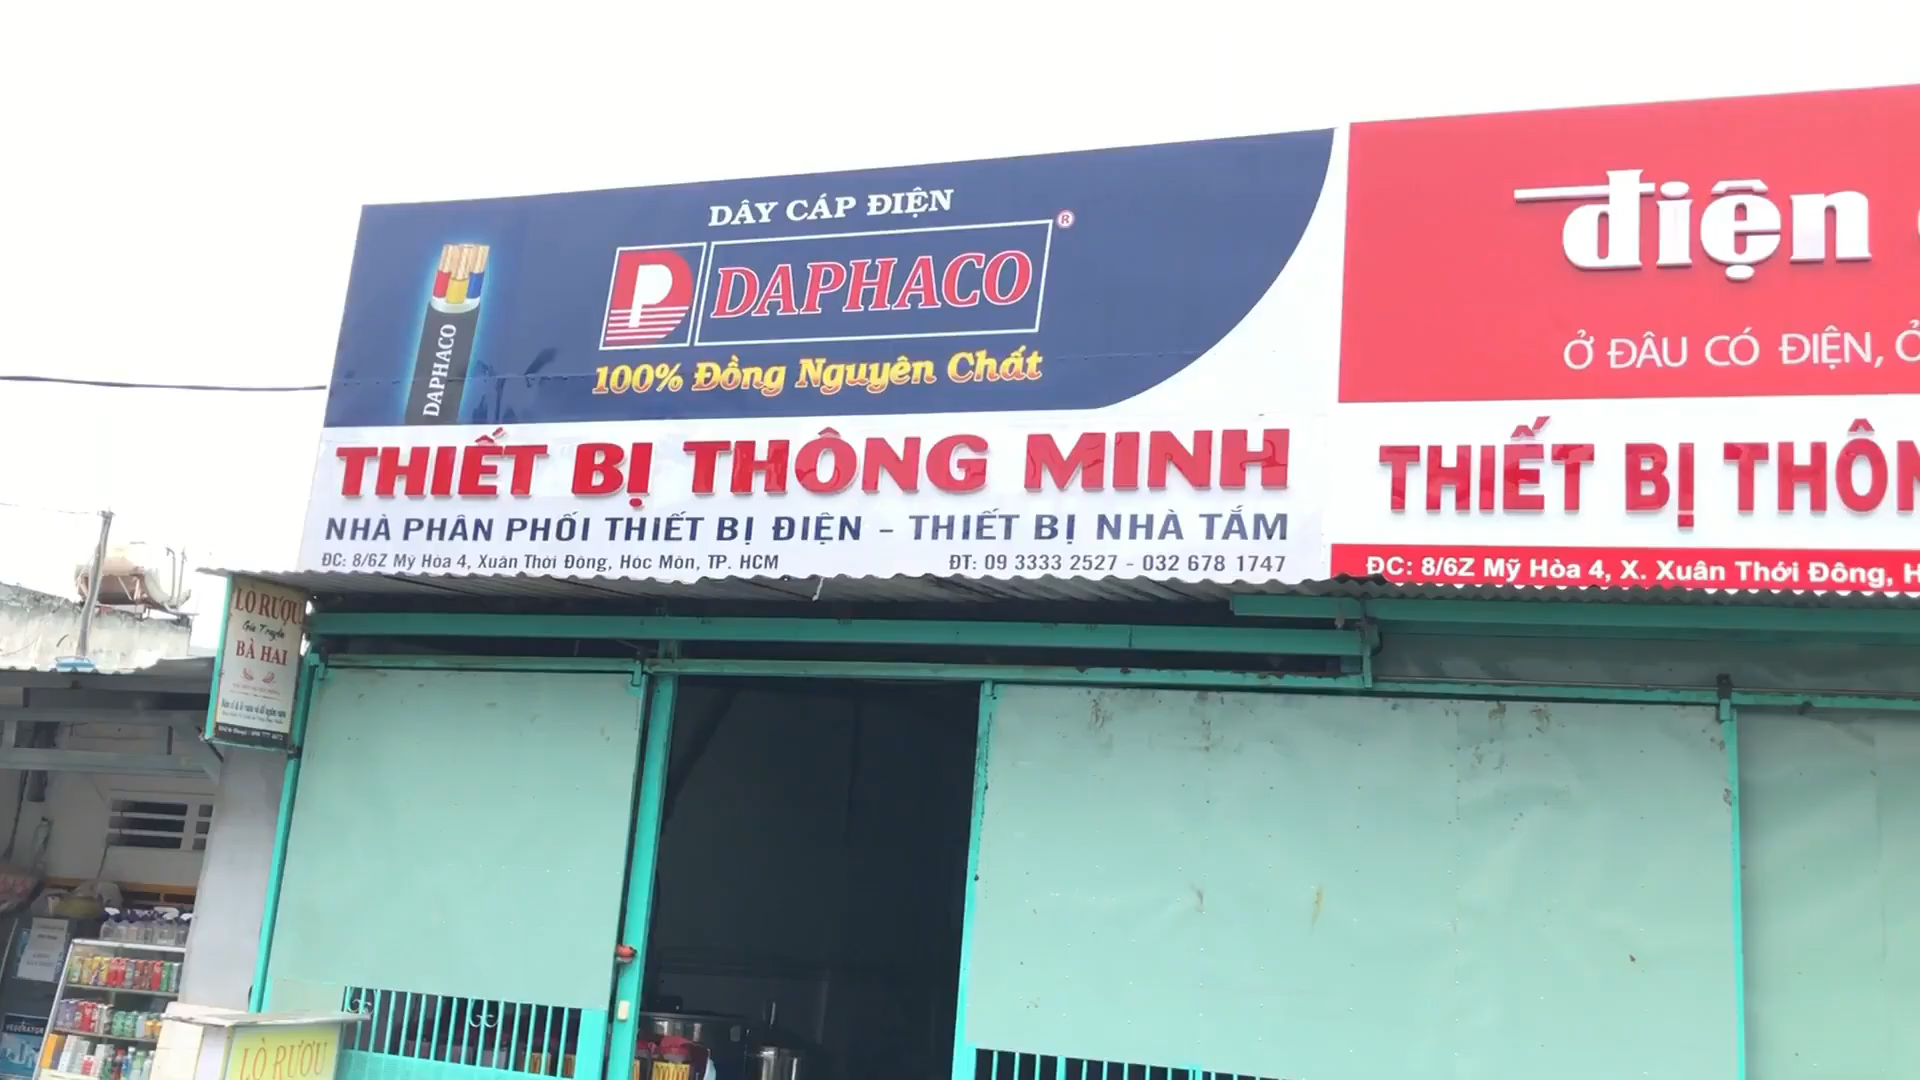 DÂY CÁP ĐIỆN
DAPHACO ®
DAPHACO
100% Đồng Nguyên Chất
THIẾT BỊ THÔNG MINH
NHÀ PHÂN PHỐI THIẾT BỊ ĐIỆN - THIẾT BỊ NHÀ TẮM
ĐC: 8/6Z Mỹ Hòa 4, Xuân Thới Đông, Hóc Môn, TP. HCM ĐT: 09 3333 2527 - 032 678 1747
điện
Ở ĐÂU CÓ ĐIỆN, Ở
THIẾT BỊ THÔN
ĐC: 8/6Z Mỹ Hòa 4, X. Xuân Thới Đông, H
LÒ RƯỢU
Gia Truyền
BÀ HAI
LÒ RƯỢU